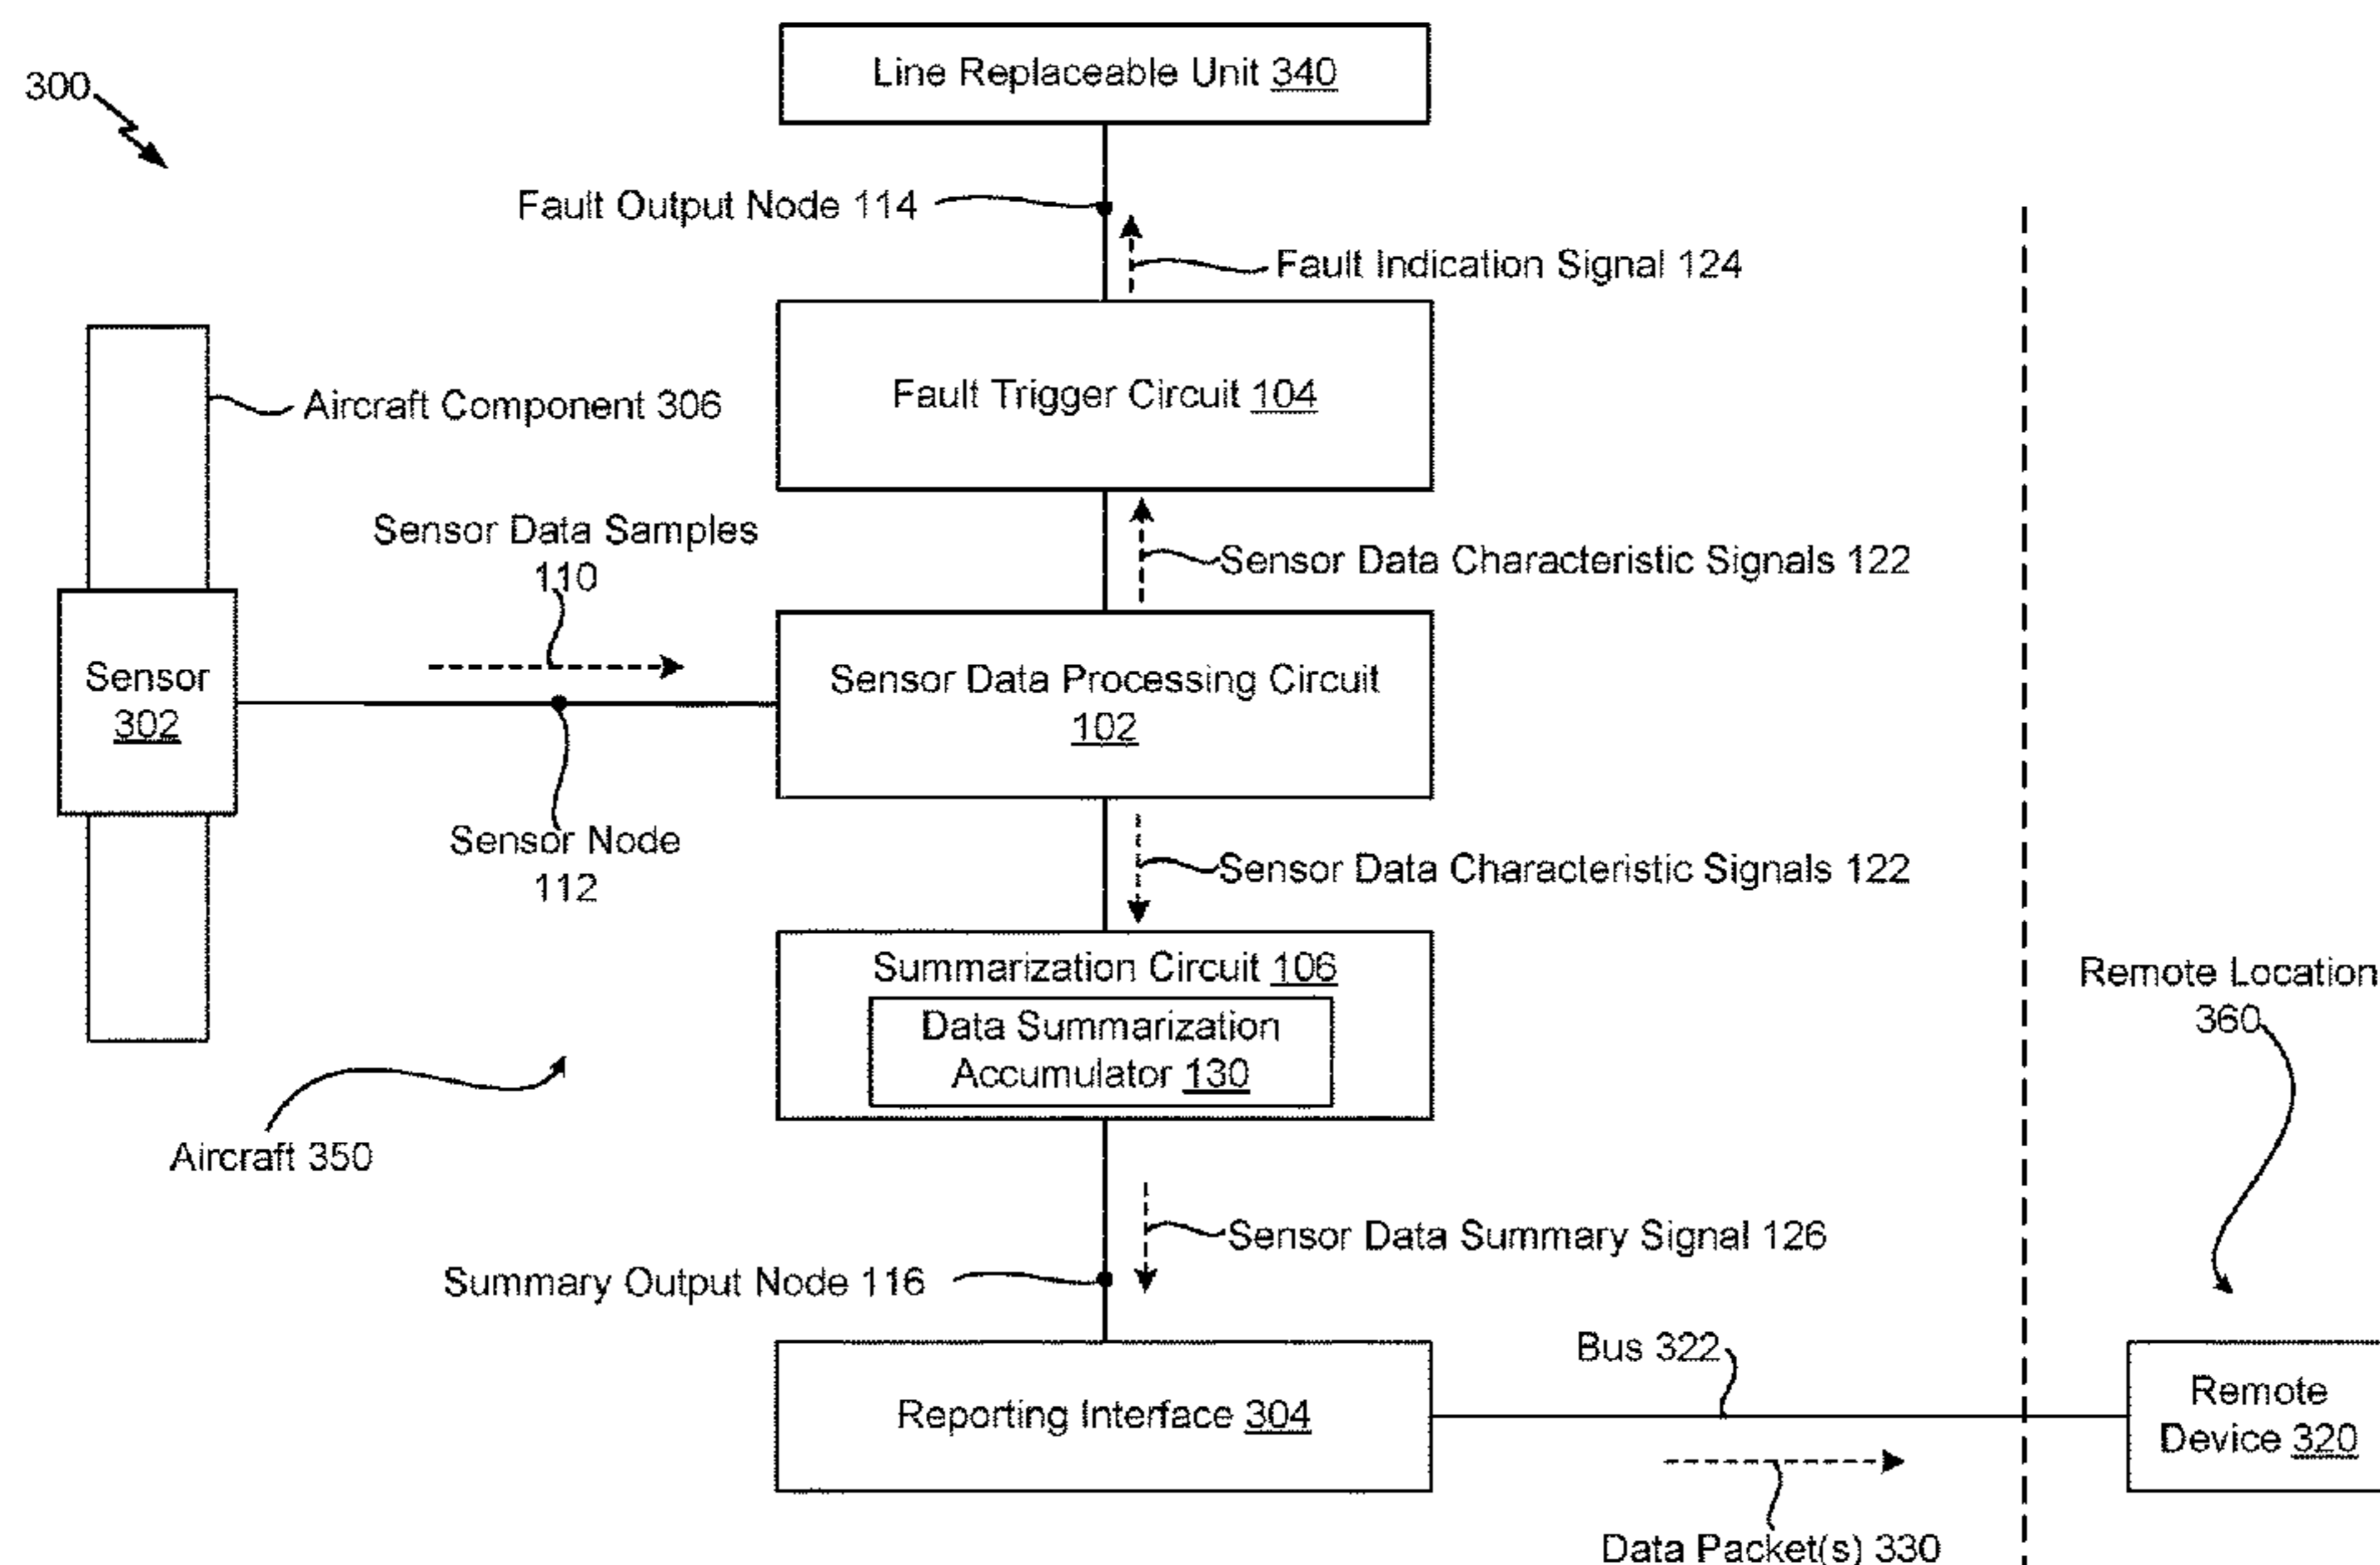 Line Replaceable Unit 340
300
Fault Output Node 114
Fault Indication Signal 124
Fault Trigger Circuit 104
Aircraft Component 306
Sensor Data Samples
110
Sensor Data Characteristic Signals 122
Sensor
302
Sensor Data Processing Circuit
102
Sensor Node
112
Sensor Data Characteristic Signals 122
Summarization Circuit 106
Data Summarization
Accumulator 130
Remote Location
360
Aircraft 350
Sensor Data Summary Signal 126
Summary Output Node 116
Bus 322
Reporting Interface 304
Remote
Device 320
Data Packet(s) 330